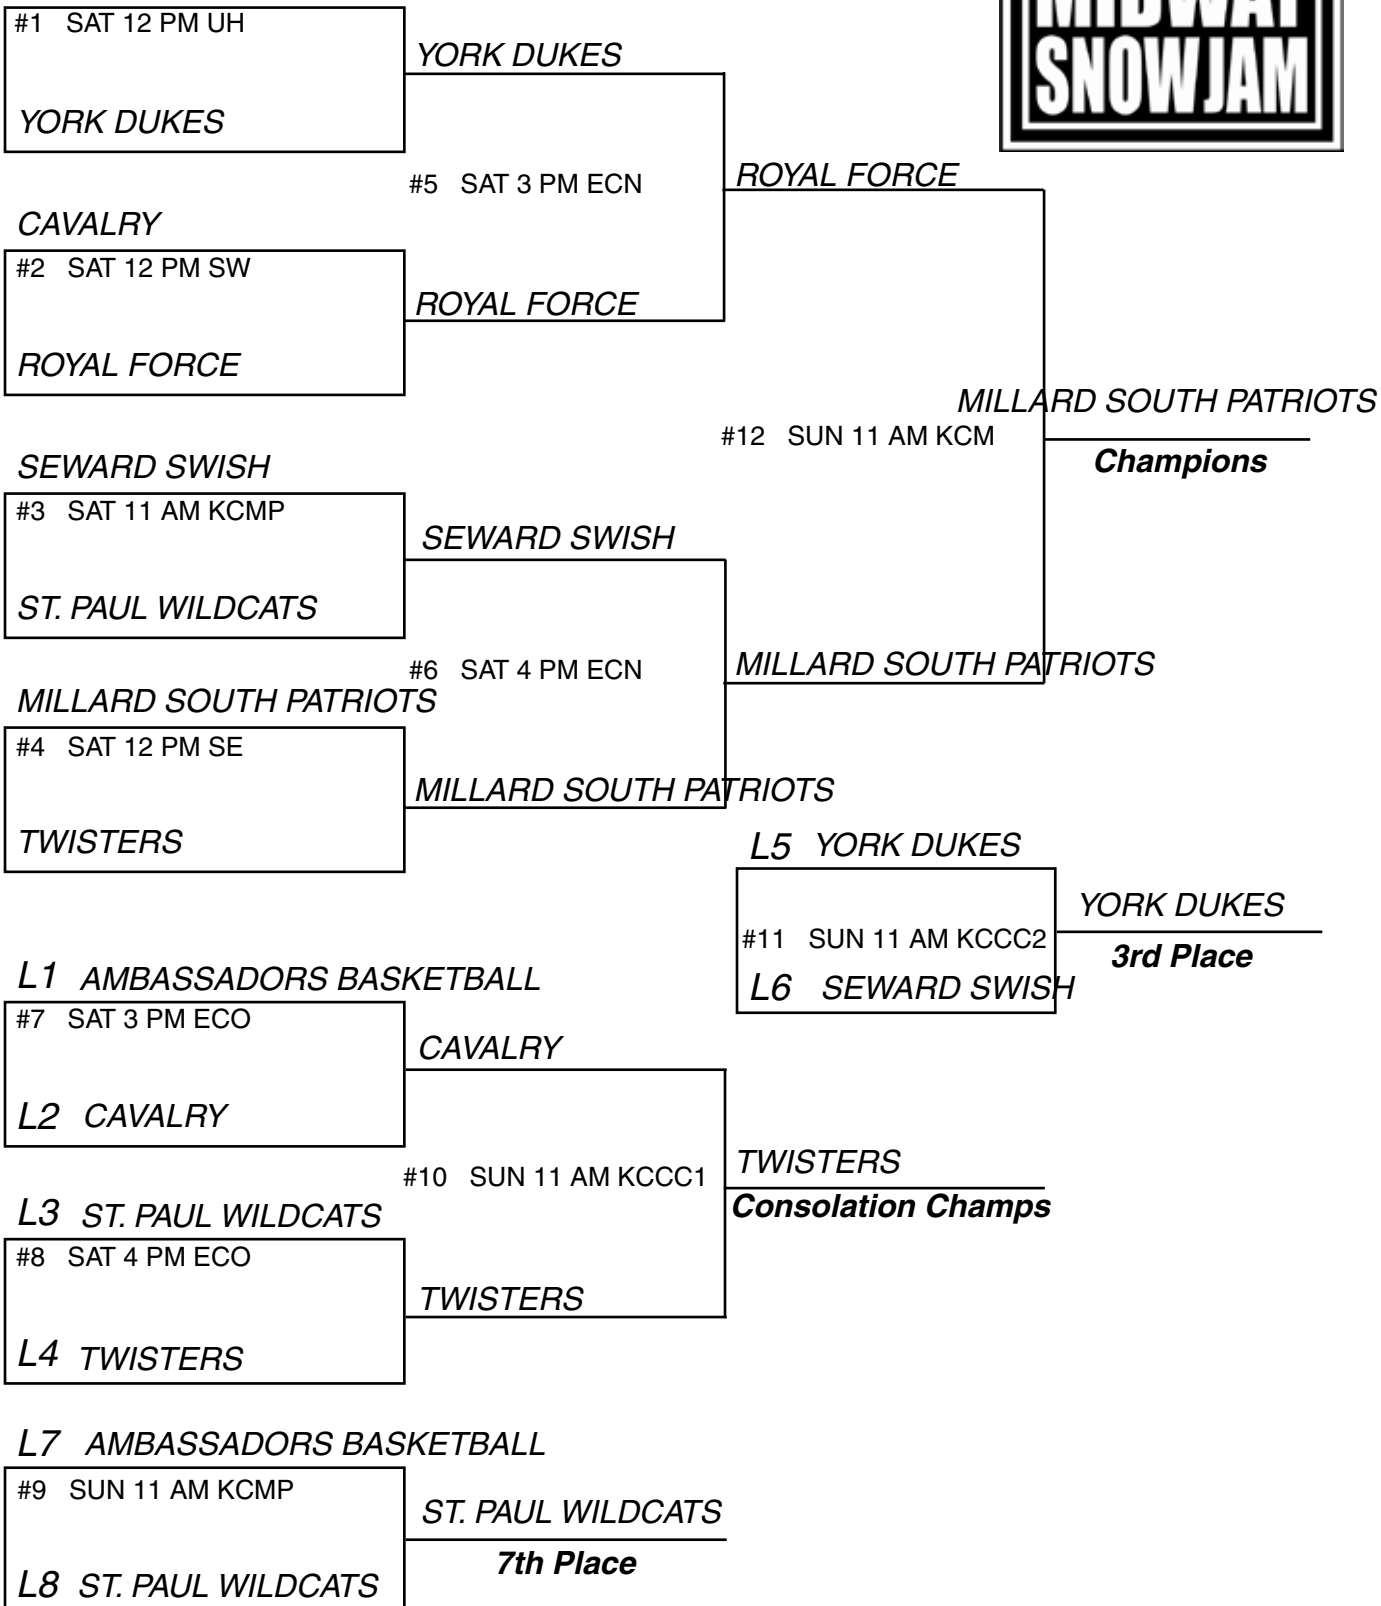 MIDWAY
SNOW JAM
#1 SAT 12 PM UH
YORK DUKES
YORK DUKES
#5 SAT 3 PM ECN
ROYAL FORCE
CAVALRY
#2 SAT 12 PM SW
ROYAL FORCE
ROYAL FORCE
MILLARD SOUTH PATRIOTS
#12 SUN 11 AM KCM
Champions
SEWARD SWISH
#3 SAT 11 AM KCMP
SEWARD SWISH
ST. PAUL WILDCATS
#6 SAT 4 PM ECN
MILLARD SOUTH PATRIOTS
MILLARD SOUTH PATRIOTS
#4 SAT 12 PM SE
MILLARD SOUTH PATRIOTS
TWISTERS
L5 YORK DUKES
YORK DUKES
#11 SUN 11 AM KCCC2
3rd Place
L6 SEWARD SWISH
L1 AMBASSADORS BASKETBALL
#7 SAT 3 PM ECO
CAVALRY
L2 CAVALRY
#10 SUN 11 AM KCCC1
TWISTERS
Consolation Champs
L3 ST. PAUL WILDCATS
#8 SAT 4 PM ECO
TWISTERS
L4 TWISTERS
L7 AMBASSADORS BASKETBALL
#9 SUN 11 AM KCMP
ST. PAUL WILDCATS
7th Place
L8 ST. PAUL WILDCATS